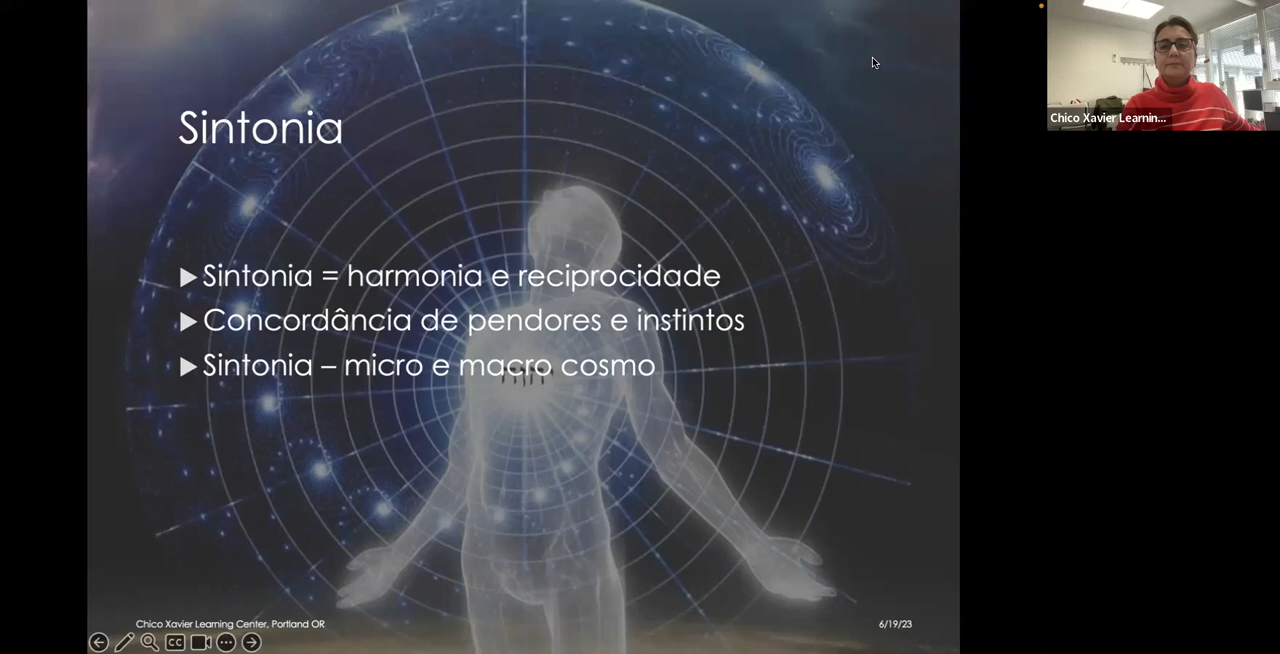 Sintonia
Sintonia = harmonia e reciprocidade
Concordância de pendores e instintos
Sintonia – micro e macro cosmo
Chico Xavier Learning Center, Portland OR
6/19/23
CC
Chico Xavier Learnin...